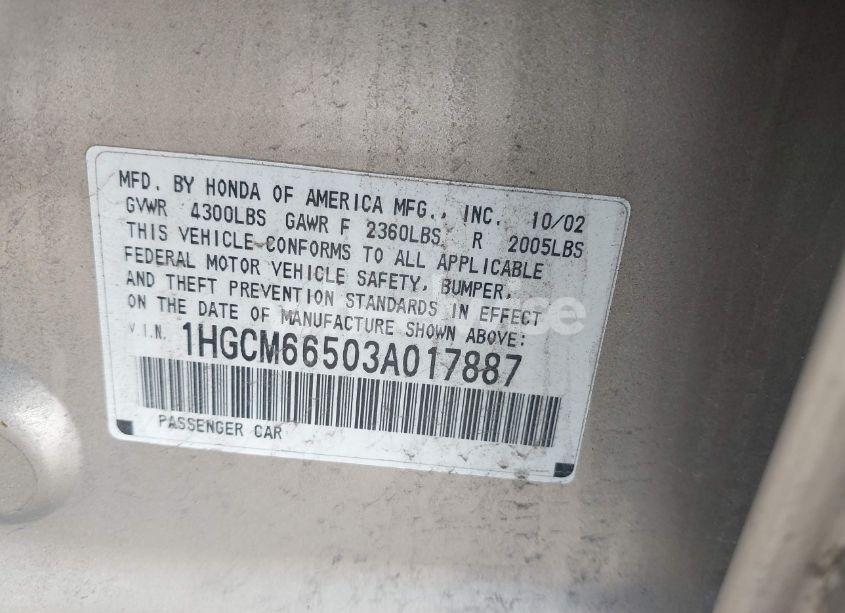 MFD. BY HONDA OF AMERICA MFG., INC. 10/02
GVWR 4300LBS GAWR F 2360LBS R 2005LBS
THIS VEHICLE CONFORMS TO ALL APPLICABLE
FEDERAL MOTOR VEHICLE SAFETY, BUMPER,
AND THEFT PREVENTION STANDARDS IN EFFECT
ON THE DATE OF MANUFACTURE SHOWN ABOVE:
V.I.N. 1HGCM66503A017887
PASSENGER CAR